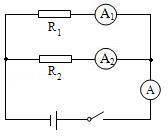 R₁ A₁
R₂ A₂
A